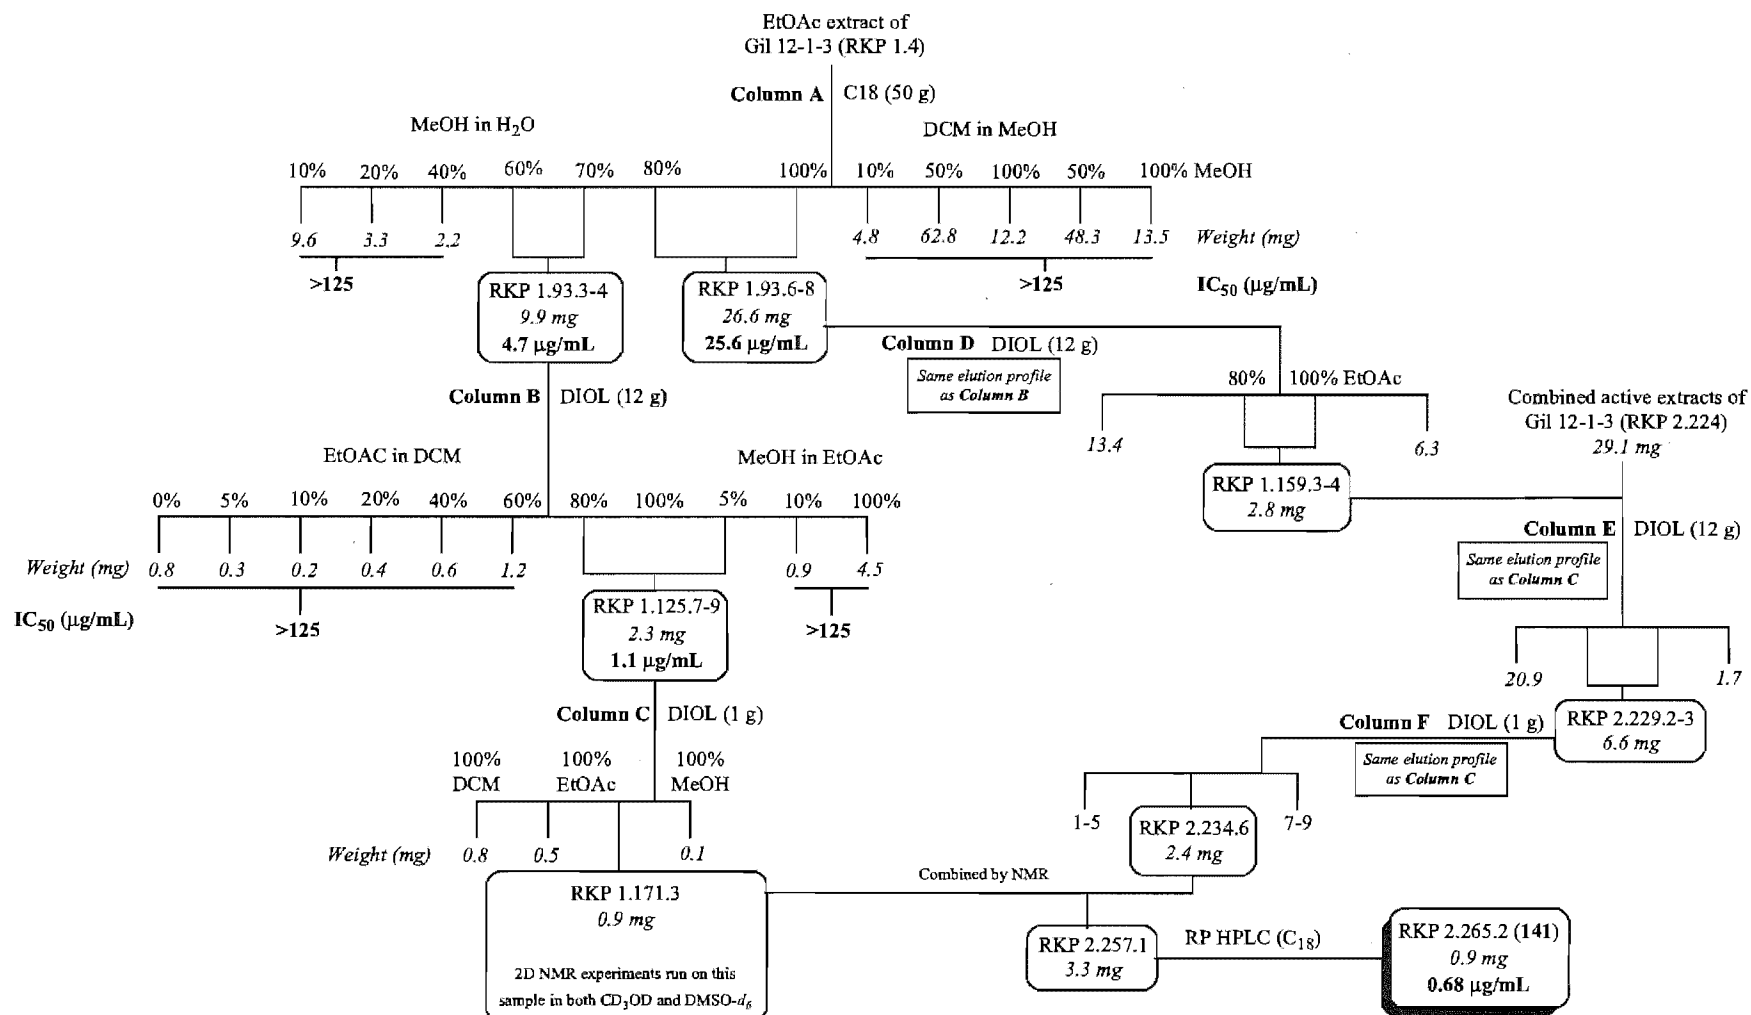 EtOAc extract of
Gil 12-1-3 (RKP 1.4)
Column A C18 (50 g)
MeOH in H2O DCM in MeOH
10% 20% 40% 60% 70% 80% 100% 10% 50% 100% 50% 100% MeOH
9.6 3.3 2.2 4.8 62.8 12.2 48.3 13.5 Weight (mg)
>125 >125 IC50 (μg/mL)
RKP 1.93.3-4
9.9 mg
4.7 μg/mL
RKP 1.93.6-8
26.6 mg
25.6 μg/mL
Column D DIOL (12 g)
Same elution profile
as Column B
80% 100% EtOAc
13.4 6.3
RKP 1.159.3-4
2.8 mg
Combined active extracts of
Gil 12-1-3 (RKP 2.224)
29.1 mg
Column B DIOL (12 g)
EtOAC in DCM MeOH in EtOAc
0% 5% 10% 20% 40% 60% 80% 100% 5% 10% 100%
Weight (mg) 0.8 0.3 0.2 0.4 0.6 1.2 0.9 4.5
IC50 (μg/mL) >125 >125
RKP 1.125.7-9
2.3 mg
1.1 μg/mL
Column E DIOL (12 g)
Same elution profile
as Column C
20.9 1.7
RKP 2.229.2-3
6.6 mg
Column C DIOL (1 g)
100% 100% 100%
DCM EtOAc MeOH
Weight (mg) 0.8 0.5 0.1
RKP 1.171.3
0.9 mg
2D NMR experiments run on this
sample in both CD3OD and DMSO-d6
Column F DIOL (1 g)
Same elution profile
as Column C
1-5 7-9
RKP 2.234.6
2.4 mg
Combined by NMR
RKP 2.257.1
3.3 mg
RP HPLC (C18)
RKP 2.265.2 (141)
0.9 mg
0.68 μg/mL